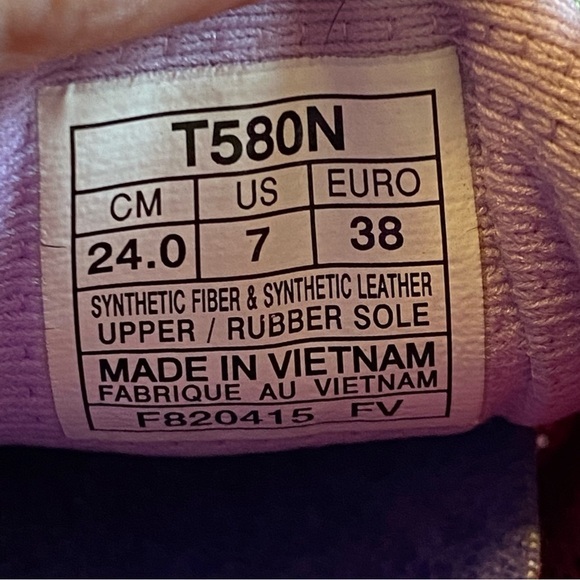 T580N
CM US EURO
24.0 7 38
SYNTHETIC FIBER & SYNTHETIC LEATHER
UPPER / RUBBER SOLE
MADE IN VIETNAM
FABRIQUE AU VIETNAM
F820415 FV